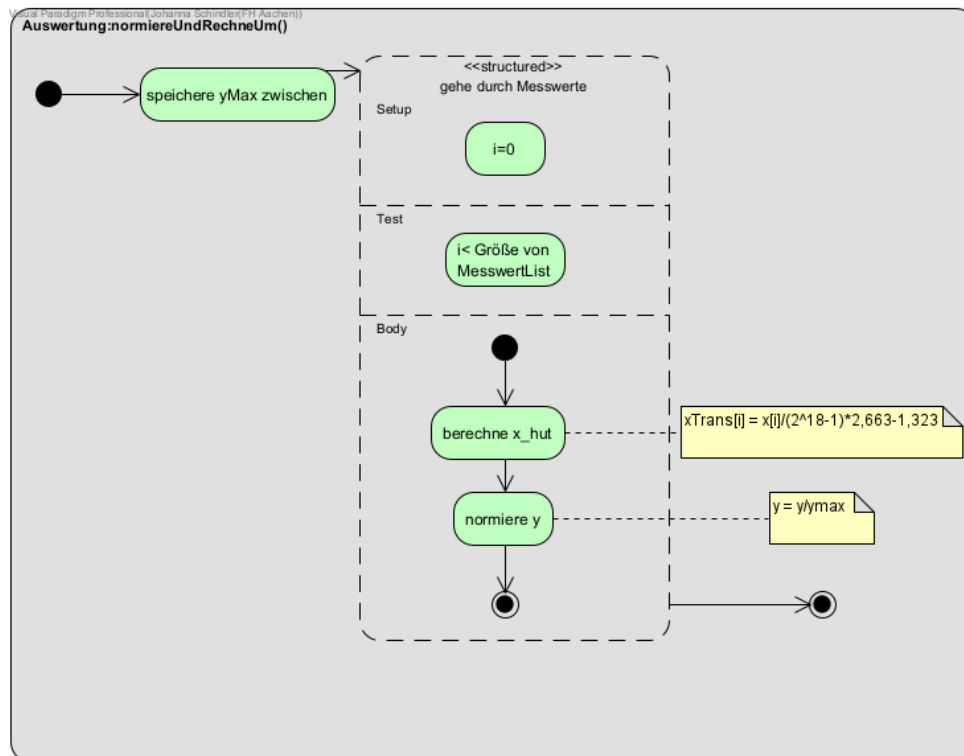 Visual Paradigm Professional(Johanna Schindler(FH Aachen))
Auswertung:normiereUndRechneUm()
speichere yMax zwischen
<<structured>>
gehe durch Messwerte
Setup
i=0
Test
i< Größe von
MesswertList
Body
berechne x_hut
xTrans[i] = x[i]/(2^18-1)*2,663-1,323
normiere y
y = y/ymax